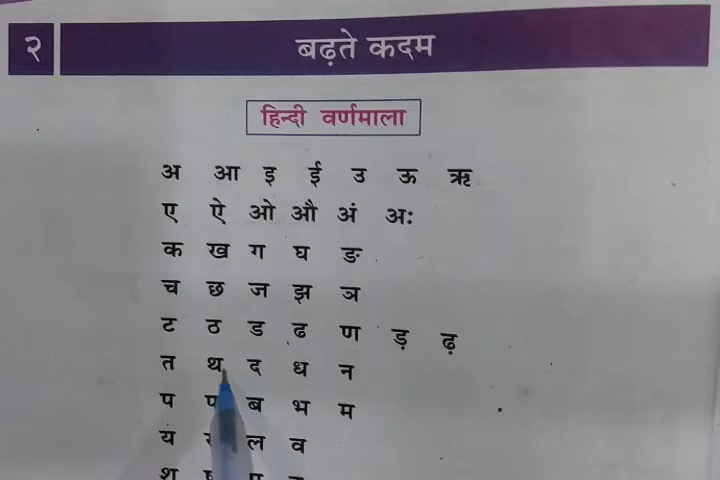 २ बढ़ते कदम
हिन्दी वर्णमाला
अ आ इ ई उ ऊ ऋ
ए ऐ ओ औ अं अः
क ख ग घ ङ
च छ ज झ ञ
ट ठ ड ढ ण ड़ ढ़
त थ द ध न
प ब भ म
य ल व
श